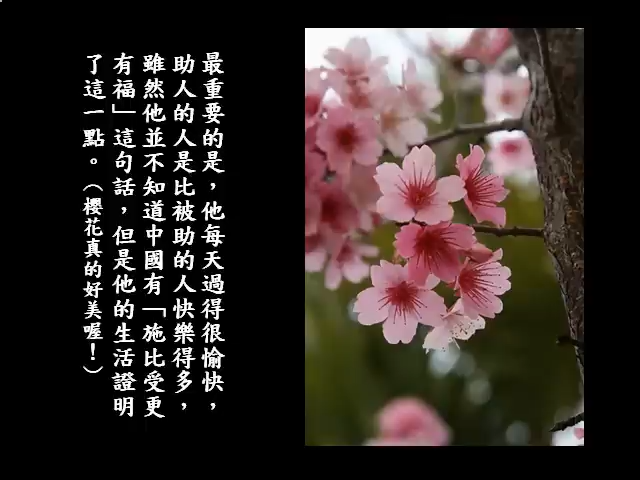 最重要的是，他每天過得很愉快，
助人的人是比被助的人快樂得多，
雖然他並不知道中國有「施比受更
有福」這句話，但是他的生活證明
了這一點。（櫻花真的好美喔！）